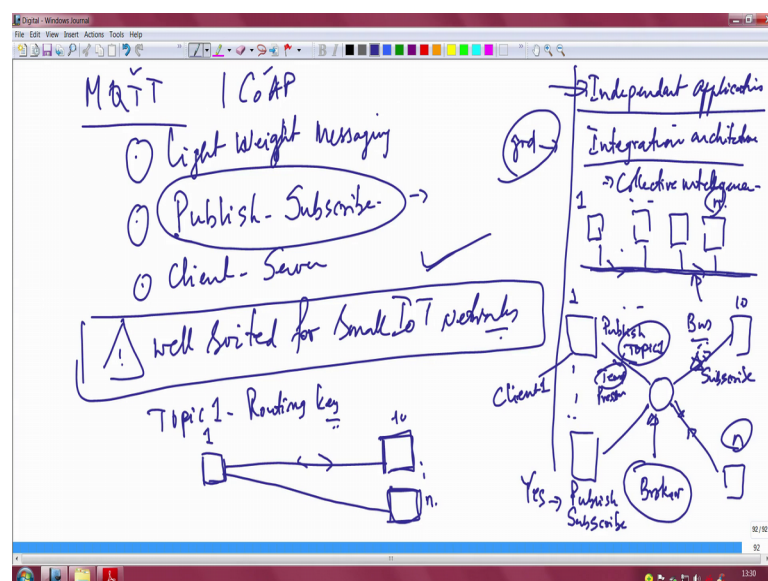 Digital - Windows Journal
File Edit View Insert Actions Tools Help
MQTT | CoAP
Light Weight Messaging
Publish - Subscribe
Client - Server
well Suited for Small IoT Networks
Topic 1 - Routing key
1
10
n.
Independent applications
Integration architecture
Collective intelligence
1
n
1
10
Publish
Topic 1
Bus
Subscribe
Client 1
n
Yes → Publish
Subscribe
Broker
92/92
92
13:30